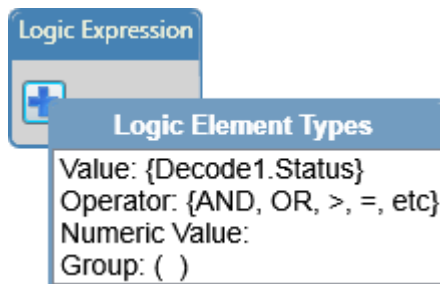 Logic Expression
Logic Element Types
Value: {Decode1.Status}
Operator: {AND, OR, >, =, etc}
Numeric Value:
Group: ( )